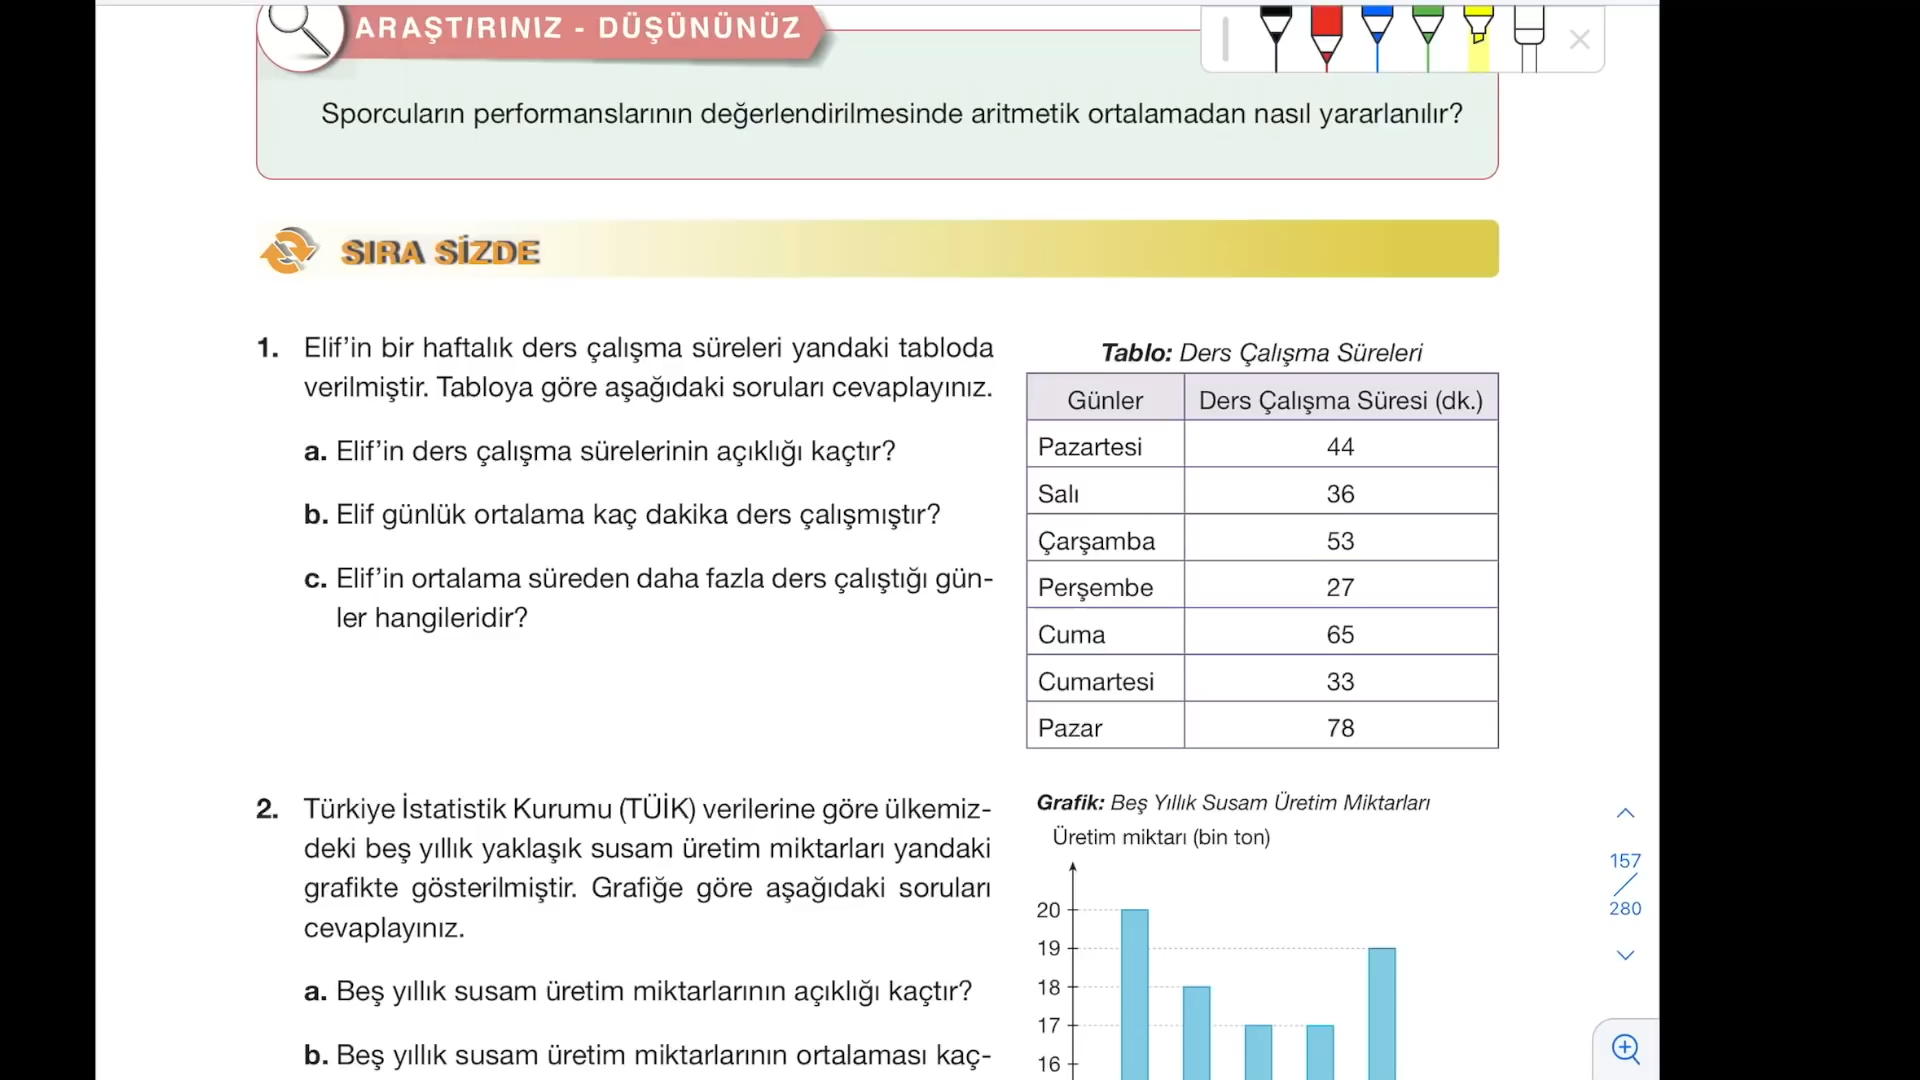 ARAŞTIRINIZ - DÜŞÜNÜNÜZ
Sporcuların performanslarının değerlendirilmesinde aritmetik ortalamadan nasıl yararlanılır?
SIRA SİZDE
1. Elif'in bir haftalık ders çalışma süreleri yandaki tabloda
verilmiştir. Tabloya göre aşağıdaki soruları cevaplayınız.
a. Elif'in ders çalışma sürelerinin açıklığı kaçtır?
b. Elif günlük ortalama kaç dakika ders çalışmıştır?
c. Elif'in ortalama süreden daha fazla ders çalıştığı gün-
ler hangileridir?
Tablo: Ders Çalışma Süreleri
Günler Ders Çalışma Süresi (dk.)
Pazartesi 44
Salı 36
Çarşamba 53
Perşembe 27
Cuma 65
Cumartesi 33
Pazar 78
2. Türkiye İstatistik Kurumu (TÜİK) verilerine göre ülkemiz-
deki beş yıllık yaklaşık susam üretim miktarları yandaki
grafikte gösterilmiştir. Grafiğe göre aşağıdaki soruları
cevaplayınız.
a. Beş yıllık susam üretim miktarlarının açıklığı kaçtır?
b. Beş yıllık susam üretim miktarlarının ortalaması kaç-
Grafik: Beş Yıllık Susam Üretim Miktarları
Üretim miktarı (bin ton)
20
19
18
17
16
157
280